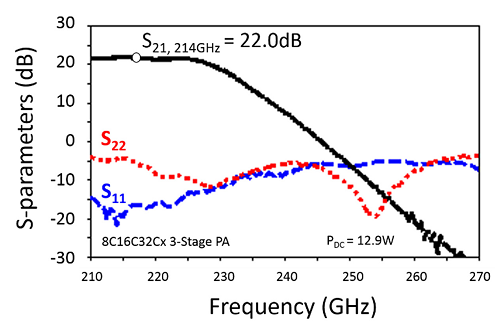 30
20
10
0
-10
-20
-30
S-parameters (dB)
S21, 214GHz = 22.0dB
S22
S11
8C16C32Cx 3-Stage PA
PDC = 12.9W
210 220 230 240 250 260 270
Frequency (GHz)